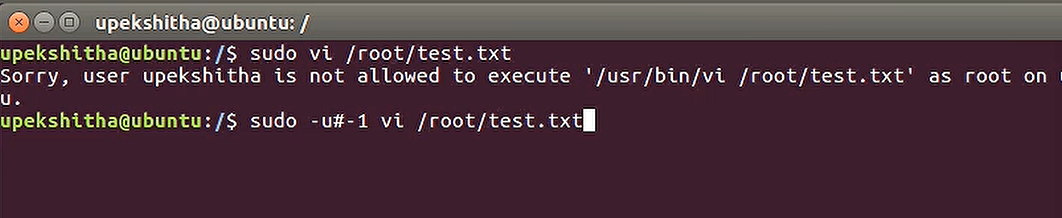 upekshitha@ubuntu: /
upekshitha@ubuntu:/$ sudo vi /root/test.txt
Sorry, user upekshitha is not allowed to execute '/usr/bin/vi /root/test.txt' as root on
u.
upekshitha@ubuntu:/$ sudo -u#-1 vi /root/test.txt